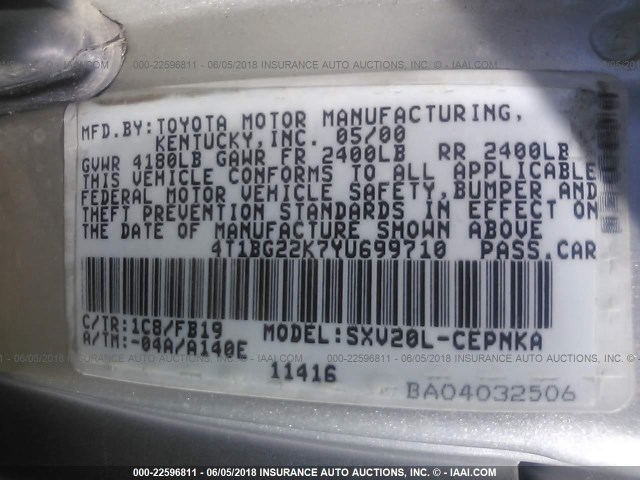 000-22596811 - 06/05/2018 - INSURANCE AUTO AUCTIONS, INC. © - IAAI.COM
MFD.BY:TOYOTA MOTOR MANUFACTURING,
KENTUCKY,INC. 05/00
GVWR 4180LB GAWR FR 2400LB RR 2400LB
THIS VEHICLE CONFORMS TO ALL APPLICABLE
FEDERAL MOTOR VEHICLE SAFETY,BUMPER AND
THEFT PREVENTION STANDARDS IN EFFECT ON
THE DATE OF MANUFACTURE SHOWN ABOVE
4T1BG22K7YU699710 PASS.CAR
C/TR:1C8/FB19 MODEL:SXV20L-CEPNKA
A/TM:-04A/A140E
11416
BA04032506
000-22596811 - 06/05/2018 - INSURANCE AUTO AUCTIONS, INC. © - IAAI.COM